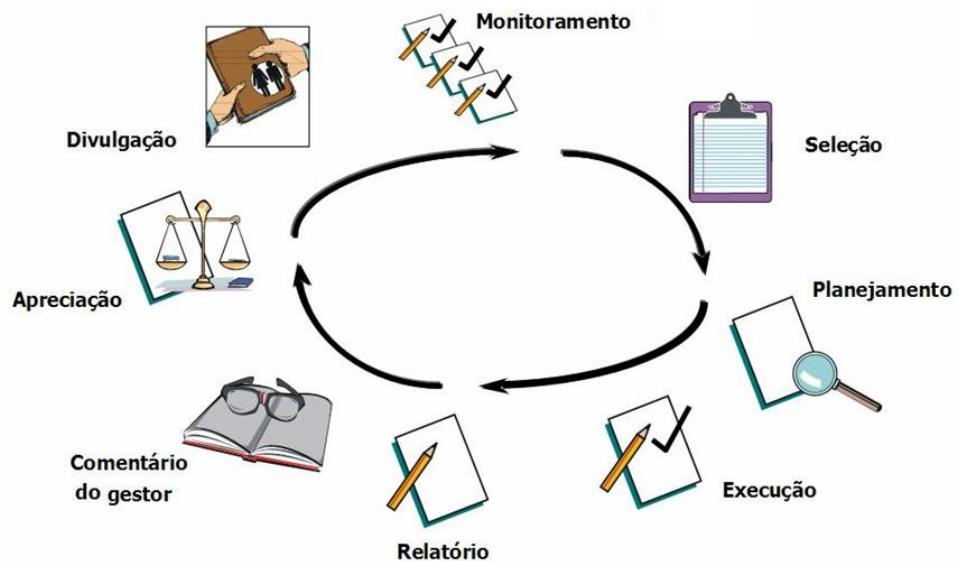 Monitoramento
Seleção
Planejamento
Execução
Relatório
Comentário
do gestor
Apreciação
Divulgação